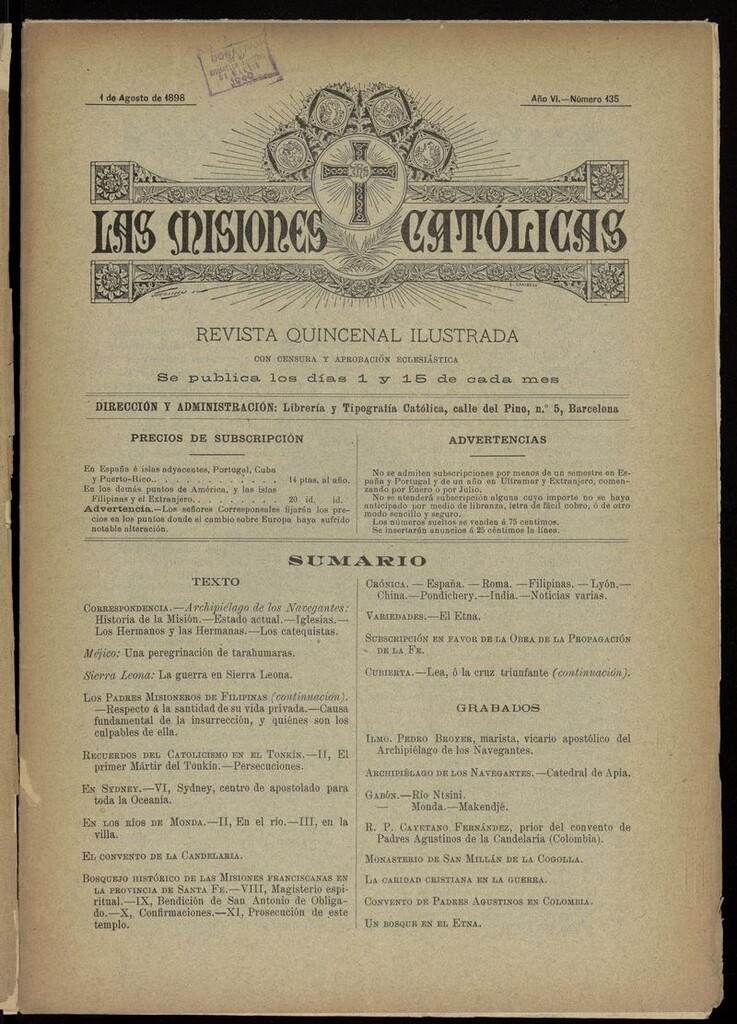 1 de Agosto de 1898
Año VI.—Número 135
JHS
LAS MISIONES CATÓLICAS
REVISTA QUINCENAL ILUSTRADA
CON CENSURA Y APROBACIÓN ECLESIÁSTICA
Se publica los días 1 y 15 de cada mes
DIRECCIÓN Y ADMINISTRACIÓN: Librería y Tipografía Católica, calle del Pino, n.º 5, Barcelona
PRECIOS DE SUBSCRIPCIÓN
En España é islas adyacentes, Portugal, Cuba
y Puerto-Rico. . . . . . . . . . . 14 ptas. al año.
En los demás puntos de América, y las islas
Filipinas y el Extranjero. . . . . . . . 20 id. id.
Advertencia.—Los señores Corresponsales fijarán los pre-
cios en los puntos donde el cambio sobre Europa haya sufrido
notable alteración.
ADVERTENCIAS
No se admiten subscripciones por menos de un semestre en Es-
paña y Portugal y de un año en Ultramar y Extranjero, comen-
zando por Enero ó por Julio.
No se atenderá subscripción alguna cuyo importe no se haya
anticipado por medio de libranza, letra de fácil cobro, ó de otro
modo sencillo y seguro.
Los números sueltos se venden á 75 céntimos.
Se insertarán anuncios á 25 céntimos la línea.
SUMARIO
TEXTO
CORRESPONDENCIA.—Archipiélago de los Navegantes:
Historia de la Misión.—Estado actual.—Iglesias.—
Los Hermanos y las Hermanas.—Los catequistas.
Méjico: Una peregrinación de tarahumaras.
Sierra Leona: La guerra en Sierra Leona.
LOS PADRES MISIONEROS DE FILIPINAS (continuación).
—Respeto á la santidad de su vida privada.—Causa
fundamental de la insurrección, y quiénes son los
culpables de ella.
RECUERDOS DEL CATOLICISMO EN EL TONKÍN.—II, El
primer Mártir del Tonkín.—Persecuciones.
EN SYDNEY.—VI, Sydney, centro de apostolado para
toda la Oceanía.
EN LOS RÍOS DE MONDA.—II, En el río.—III, en la
villa.
EL CONVENTO DE LA CANDELARIA.
BOSQUEJO HISTÓRICO DE LAS MISIONES FRANCISCANAS EN
LA PROVINCIA DE SANTA FE.—VIII, Magisterio espi-
ritual.—IX, Bendición de San Antonio de Obliga-
do.—X, Confirmaciones.—XI, Prosecución de este
templo.
CRÓNICA. — España. — Roma. — Filipinas. — Lyón.—
China.—Pondichery.—India.—Noticias varias.
VARIEDADES.—El Etna.
SUBSCRIPCIÓN EN FAVOR DE LA OBRA DE LA PROPAGACIÓN
DE LA FE.
CUBIERTA.—Lea, ó la cruz triunfante (continuación).
GRABADOS
ILMO. PEDRO BROYER, marista, vicario apostólico del
Archipiélago de los Navegantes.
ARCHIPIÉLAGO DE LOS NAVEGANTES.—Catedral de Apia.
GABÓN.—Río Ntsini.
— Monda.—Makendjé.
R. P. CAYETANO FERNÁNDEZ, prior del convento de
Padres Agustinos de la Candelaria (Colombia).
MONASTERIO DE SAN MILLÁN DE LA COGOLLA.
LA CARIDAD CRISTIANA EN LA GUERRA.
CONVENTO DE PADRES AGUSTINOS EN COLOMBIA.
UN BOSQUE EN EL ETNA.